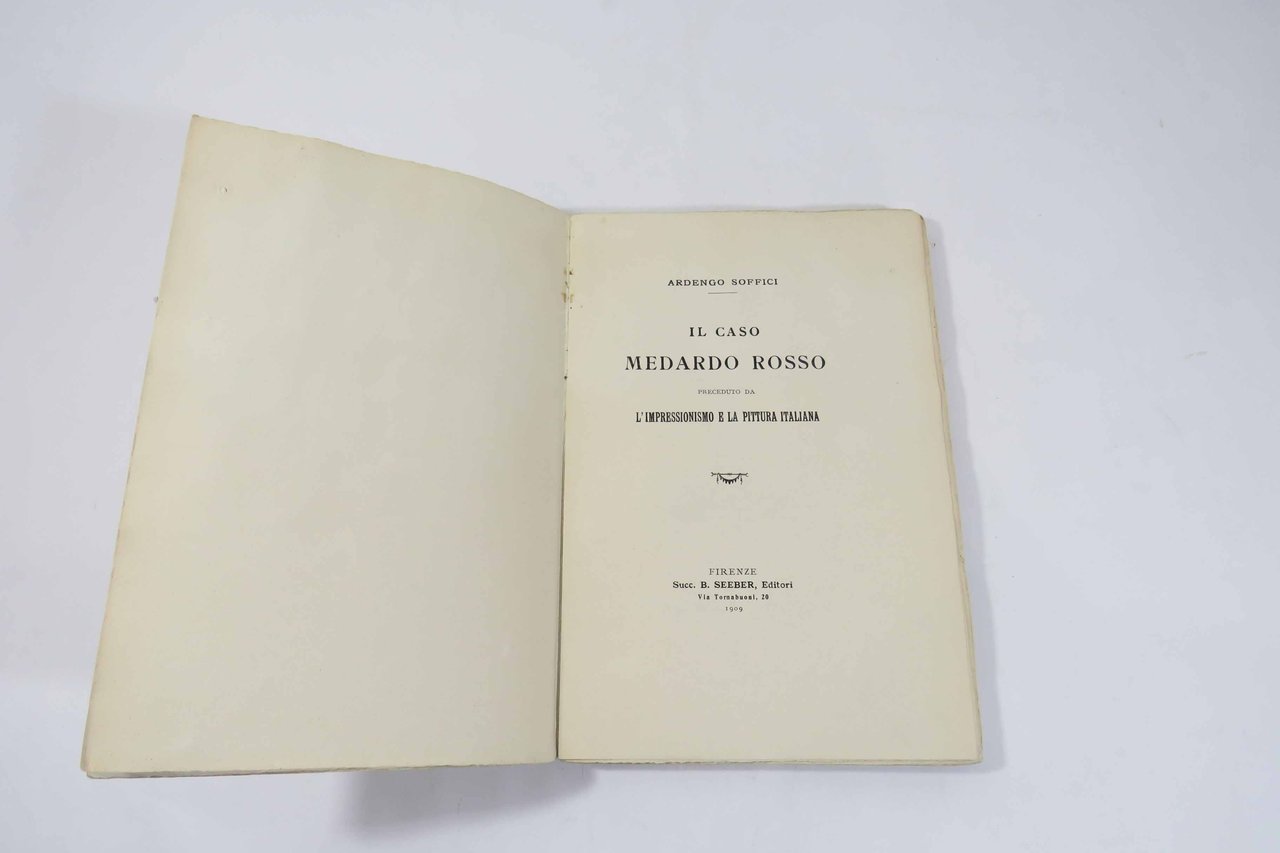 ARDENGO SOFFICI
IL CASO
MEDARDO ROSSO
PRECEDUTO DA
L'IMPRESSIONISMO E LA PITTURA ITALIANA
FIRENZE
Succ. B. SEEBER, Editori
Via Tornabuoni, 20
1909